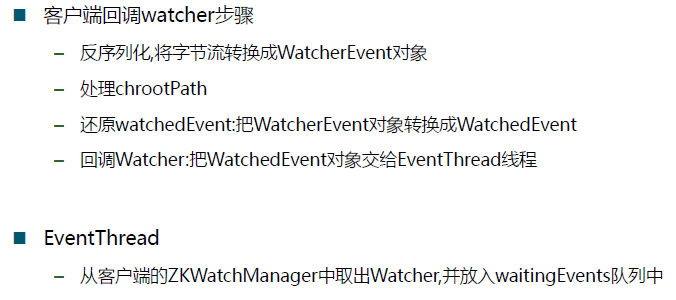 客户端回调watcher步骤
– 反序列化,将字节流转换成WatcherEvent对象
– 处理chrootPath
– 还原watchedEvent:把WatcherEvent对象转换成WatchedEvent
– 回调Watcher:把WatchedEvent对象交给EventThread线程
EventThread
– 从客户端的ZKWatchManager中取出Watcher,并放入waitingEvents队列中